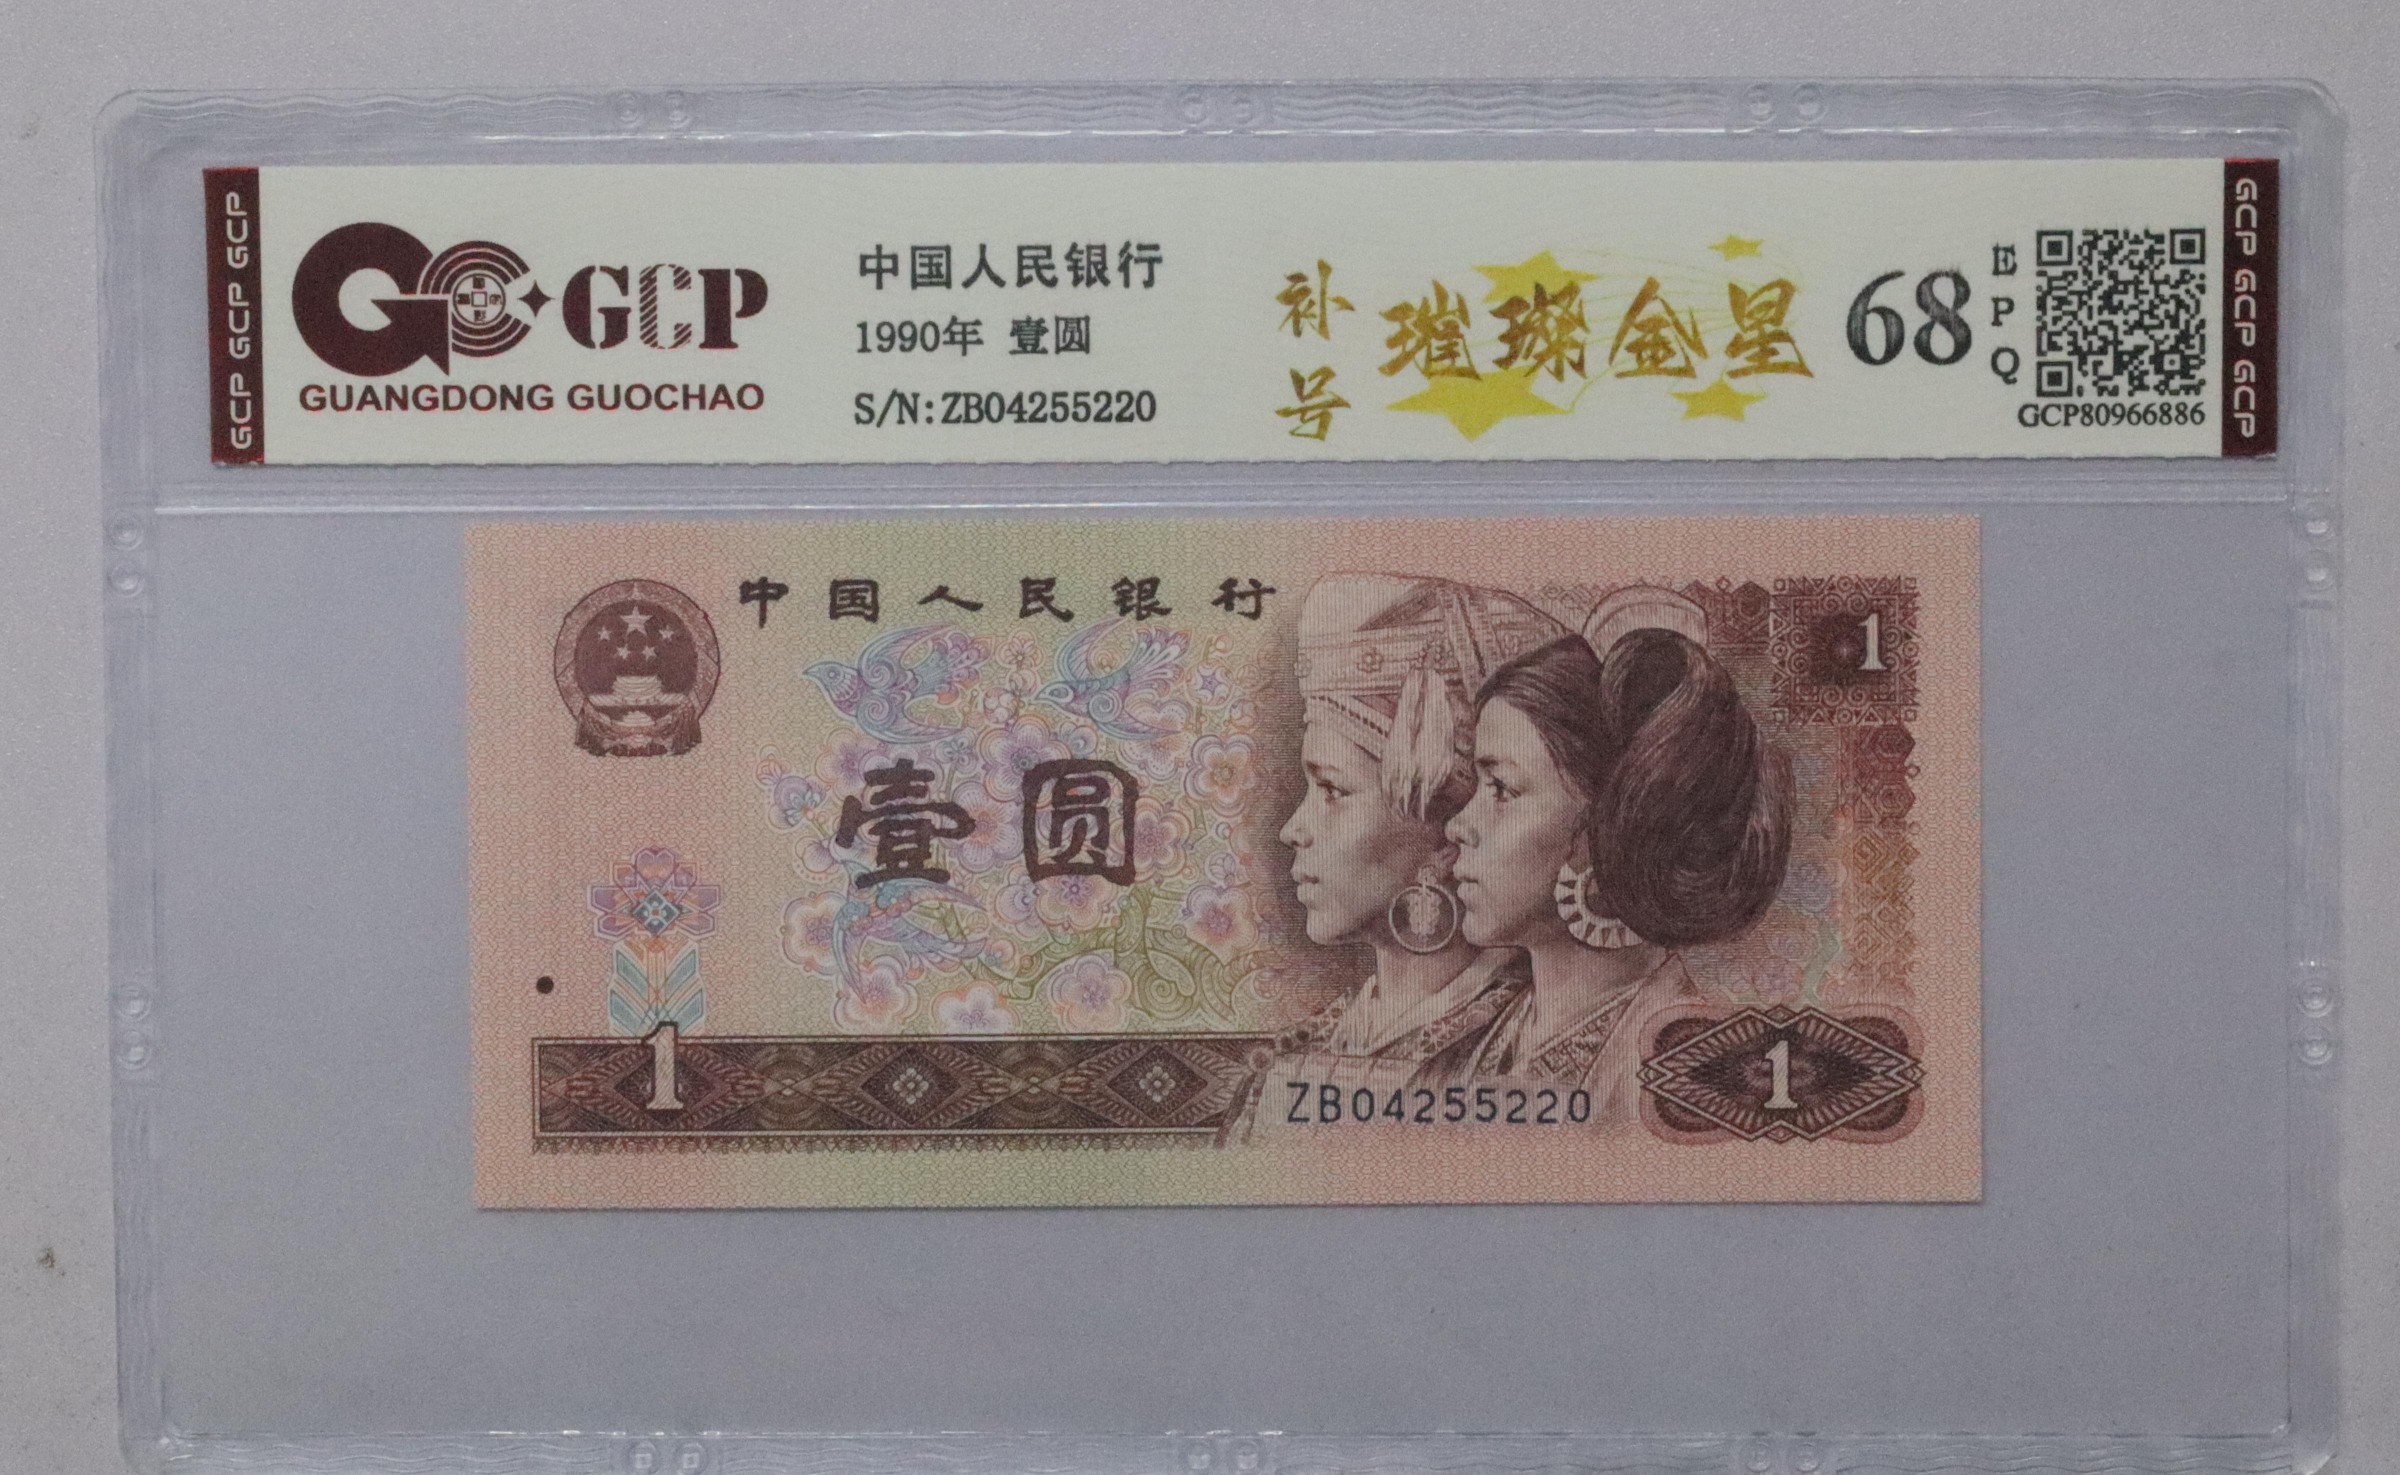 GCP GCP GCP
GCP
GUANGDONG GUOCHAO
中国人民银行
1990年 壹圆
S/N:ZB04255220
补号
璀璨金星
68
EPQ
GCP80966886
GCP GCP GCP
中国人民银行
1
壹圆
1
ZB04255220
1